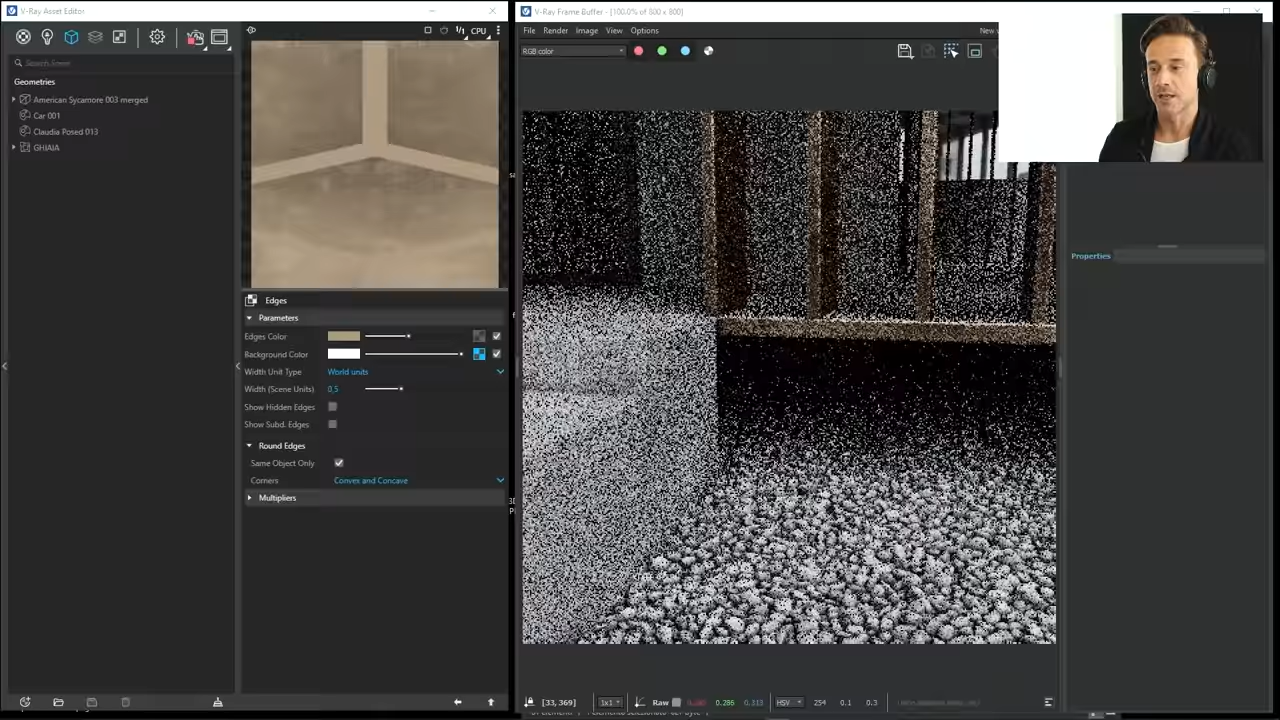 V-Ray Asset Editor
V-Ray Frame Buffer - [100.0% of 800 x 800]
File Render Image View Options
RGB color
1/1 CPU
Geometries
American Sycamore 003 merged
Car 001
Claudia Posed 013
GHIAIA
Edges
Parameters
Edges Color
Background Color
Width Unit Type World units
Width (Scene Units) 0,5
Show Hidden Edges
Show Subd. Edges
Round Edges
Same Object Only
Corners Convex and Concave
Multipliers
Properties
[33, 369] 1x1 Raw 0.286 0.313 HSV 254 0.1 0.3